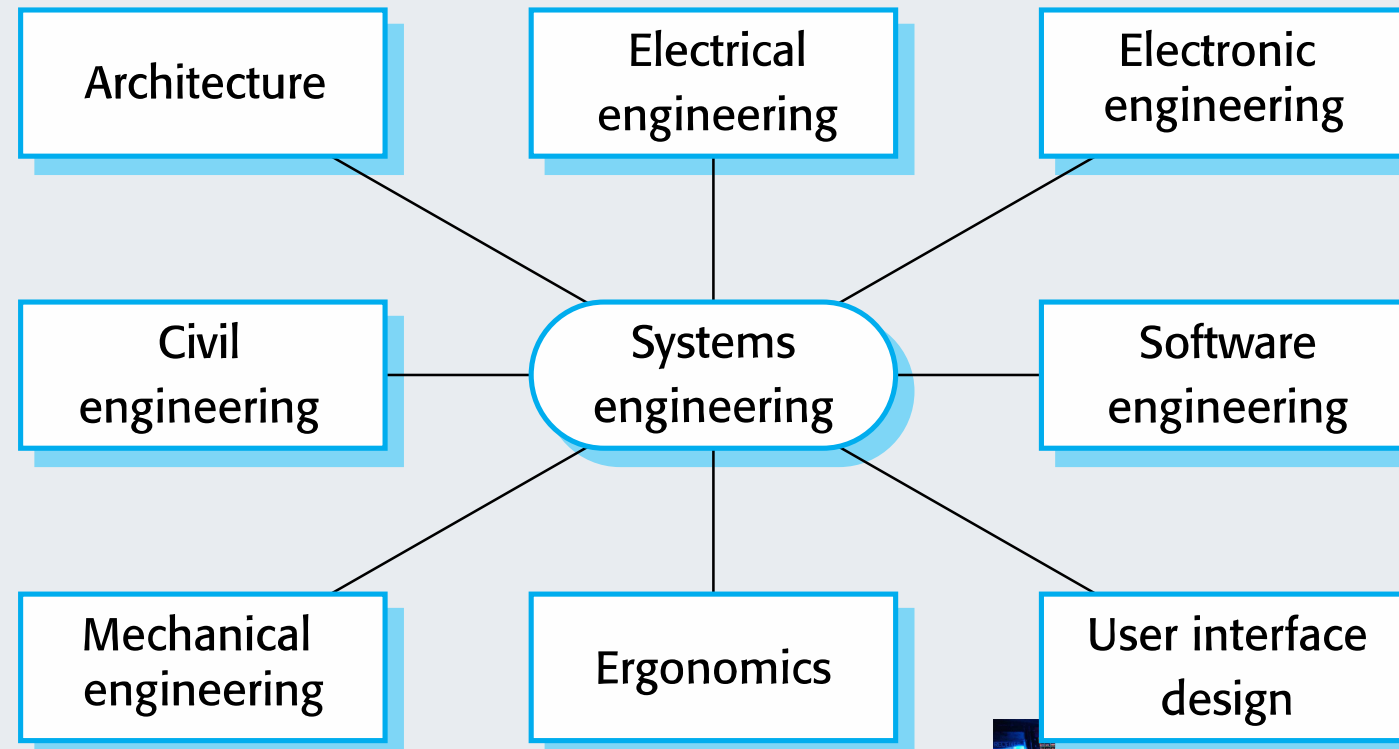 Architecture
Electrical
engineering
Electronic
engineering
Civil
engineering
Systems
engineering
Software
engineering
Mechanical
engineering
Ergonomics
User interface
design